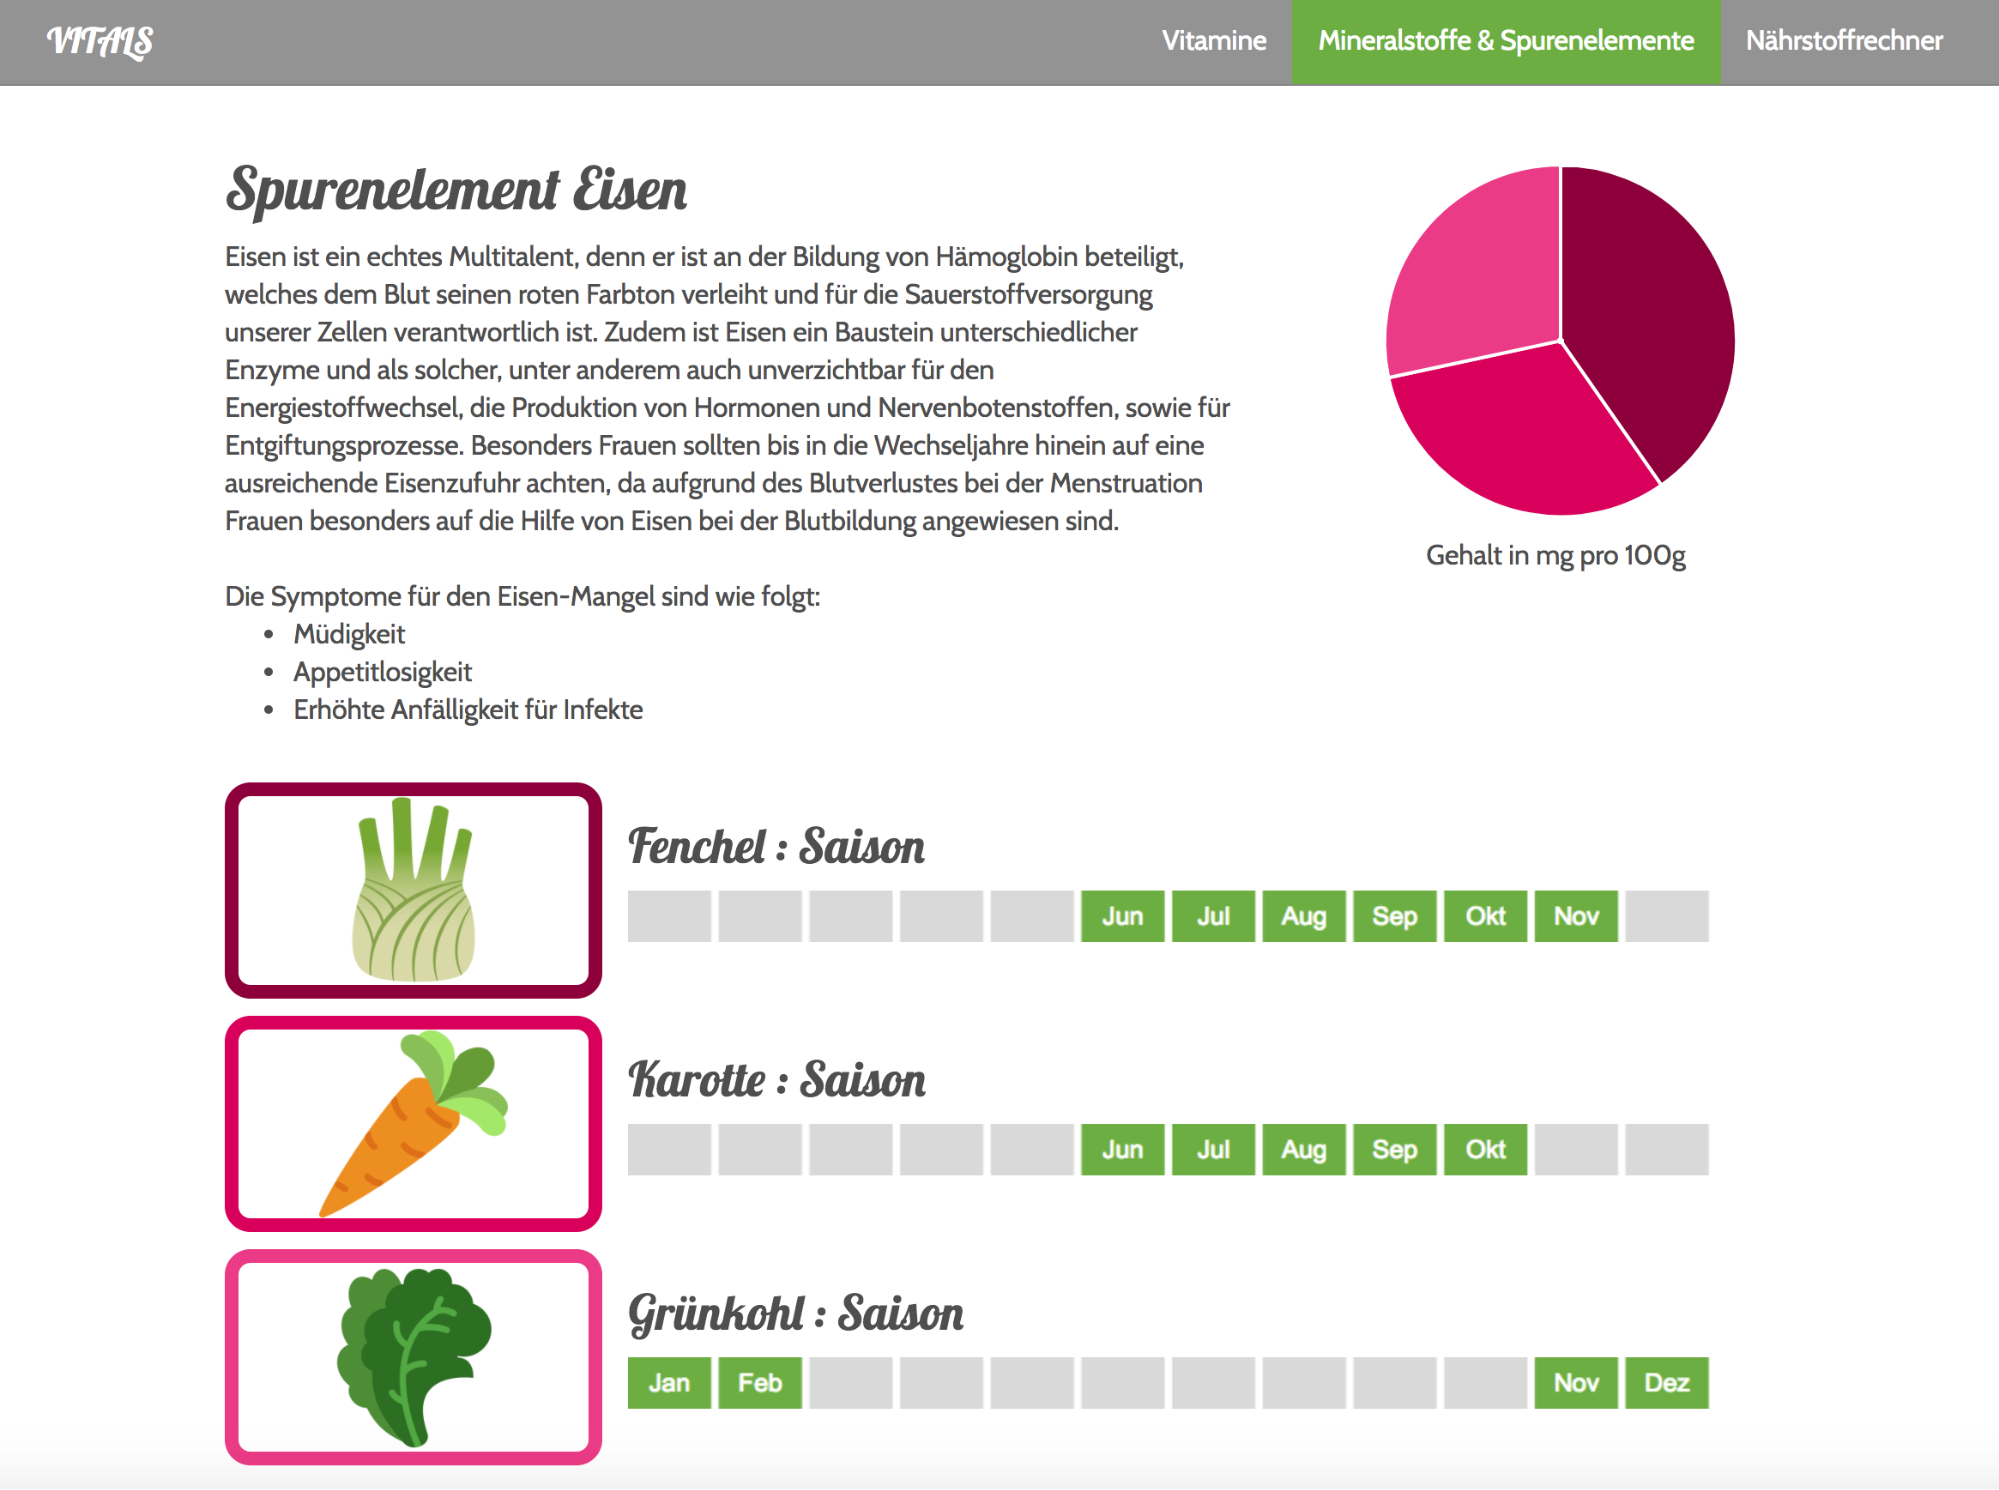 VITALS
Vitamine
Mineralstoffe & Spurenelemente
Nährstoffrechner
Spurenelement Eisen
Eisen ist ein echtes Multitalent, denn er ist an der Bildung von Hämoglobin beteiligt,
welches dem Blut seinen roten Farbton verleiht und für die Sauerstoffversorgung
unserer Zellen verantwortlich ist. Zudem ist Eisen ein Baustein unterschiedlicher
Enzyme und als solcher, unter anderem auch unverzichtbar für den
Energiestoffwechsel, die Produktion von Hormonen und Nervenbotenstoffen, sowie für
Entgiftungsprozesse. Besonders Frauen sollten bis in die Wechseljahre hinein auf eine
ausreichende Eisenzufuhr achten, da aufgrund des Blutverlustes bei der Menstruation
Frauen besonders auf die Hilfe von Eisen bei der Blutbildung angewiesen sind.
Gehalt in mg pro 100g
Die Symptome für den Eisen-Mangel sind wie folgt:
• Müdigkeit
• Appetitlosigkeit
• Erhöhte Anfälligkeit für Infekte
Fenchel : Saison
Jun Jul Aug Sep Okt Nov
Karotte : Saison
Jun Jul Aug Sep Okt
Grünkohl : Saison
Jan Feb Nov Dez